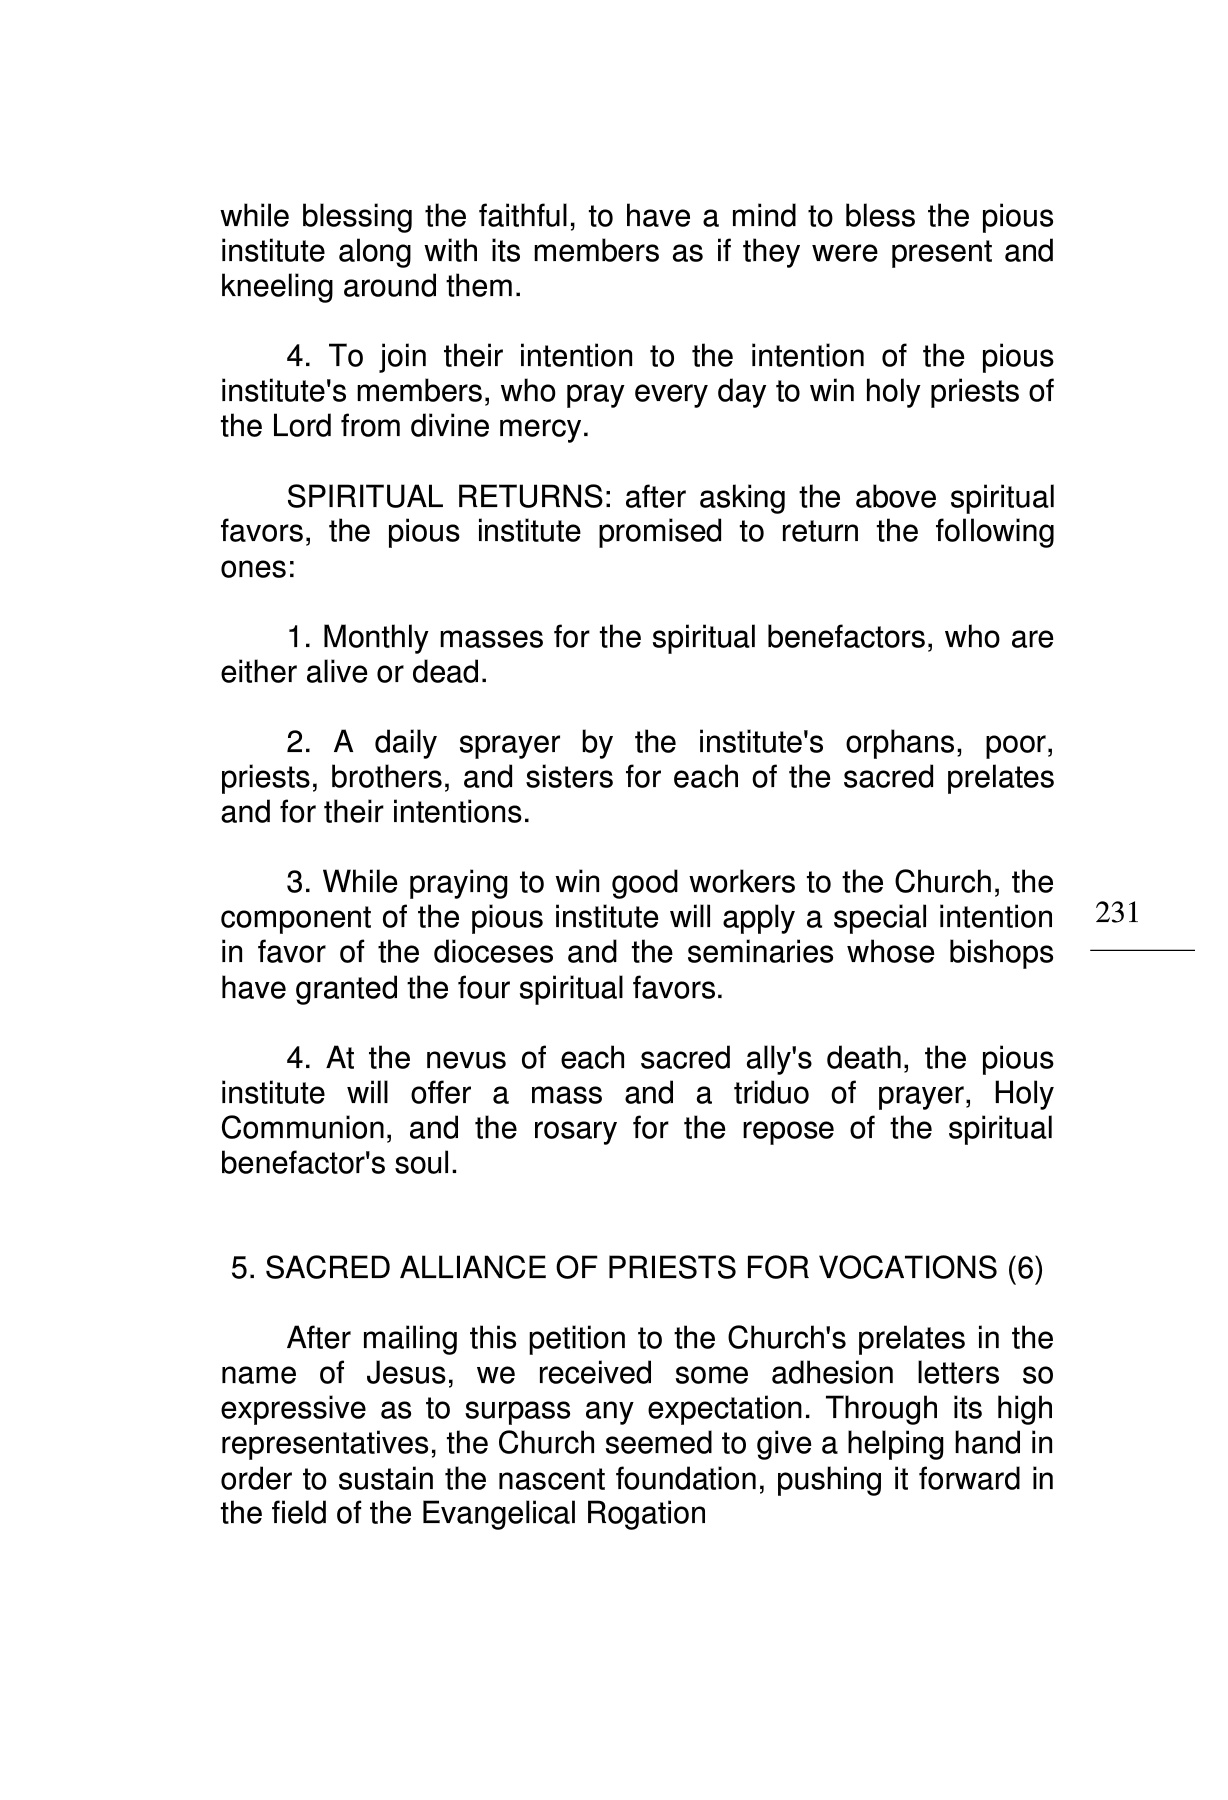 while blessing the faithful, to have a mind to bless the pious
institute along with its members as if they were present and
kneeling around them.
4. To join their intention to the intention of the pious
institute's members, who pray every day to win holy priests of
the Lord from divine mercy.
SPIRITUAL RETURNS: after asking the above spiritual
favors, the pious institute promised to return the following
ones:
1. Monthly masses for the spiritual benefactors, who are
either alive or dead.
2. A daily sprayer by the institute's orphans, poor,
priests, brothers, and sisters for each of the sacred prelates
and for their intentions.
3. While praying to win good workers to the Church, the
component of the pious institute will apply a special intention
in favor of the dioceses and the seminaries whose bishops
have granted the four spiritual favors.
231
4. At the nevus of each sacred ally's death, the pious
institute will offer a mass and a triduo of prayer, Holy
Communion, and the rosary for the repose of the spiritual
benefactor's soul.
5. SACRED ALLIANCE OF PRIESTS FOR VOCATIONS (6)
After mailing this petition to the Church's prelates in the
name of Jesus, we received some adhesion letters so
expressive as to surpass any expectation. Through its high
representatives, the Church seemed to give a helping hand in
order to sustain the nascent foundation, pushing it forward in
the field of the Evangelical Rogation